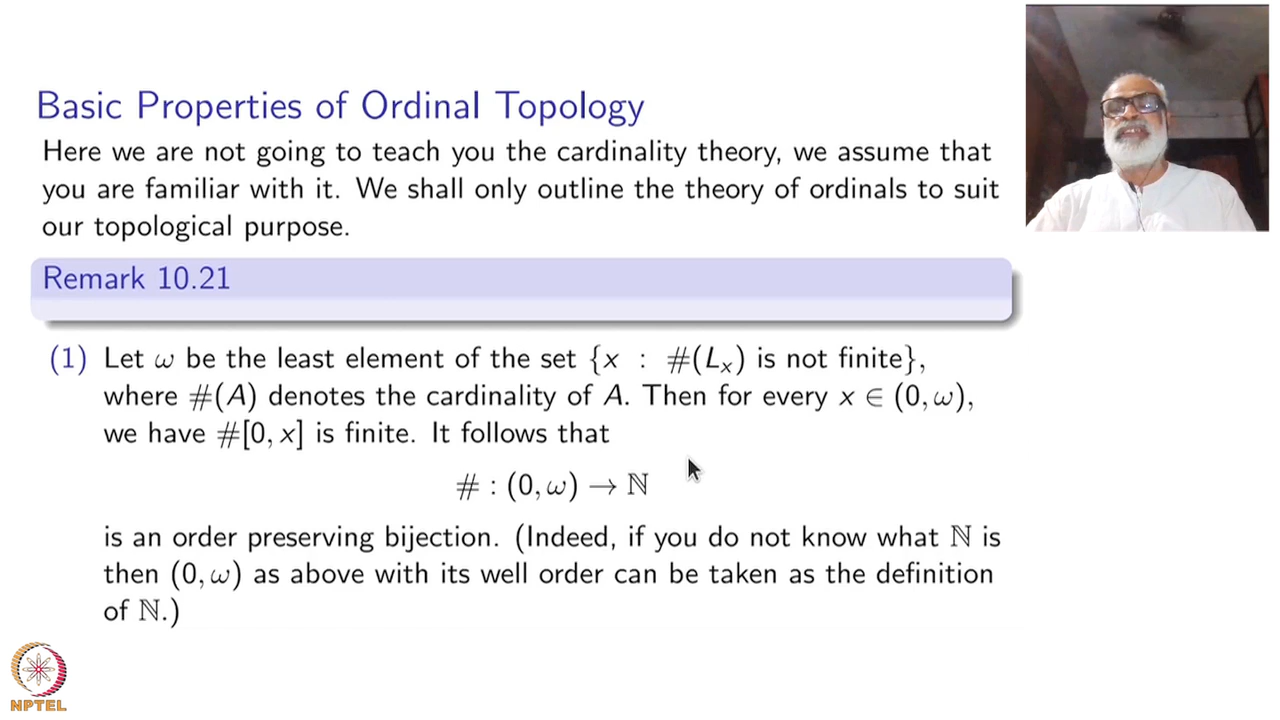 Basic Properties of Ordinal Topology
Here we are not going to teach you the cardinality theory, we assume that
you are familiar with it. We shall only outline the theory of ordinals to suit
our topological purpose.
Remark 10.21
(1) Let ω be the least element of the set {x : #(Lₓ) is not finite},
where #(A) denotes the cardinality of A. Then for every x ∈ (0, ω),
we have #[0, x] is finite. It follows that
# : (0, ω) → ℕ
is an order preserving bijection. (Indeed, if you do not know what ℕ is
then (0, ω) as above with its well order can be taken as the definition
of ℕ.)
NPTEL